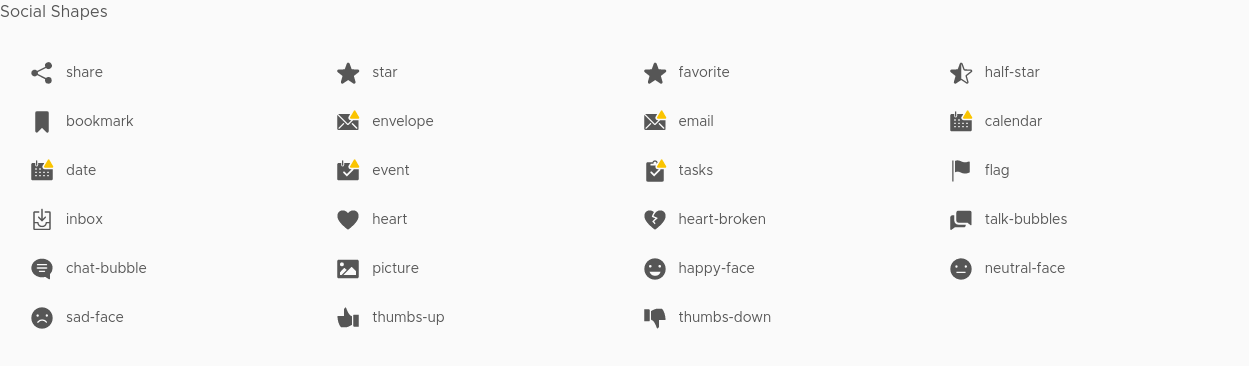 Social Shapes
share
star
favorite
half-star
bookmark
envelope
email
calendar
date
event
tasks
flag
inbox
heart
heart-broken
talk-bubbles
chat-bubble
picture
happy-face
neutral-face
sad-face
thumbs-up
thumbs-down